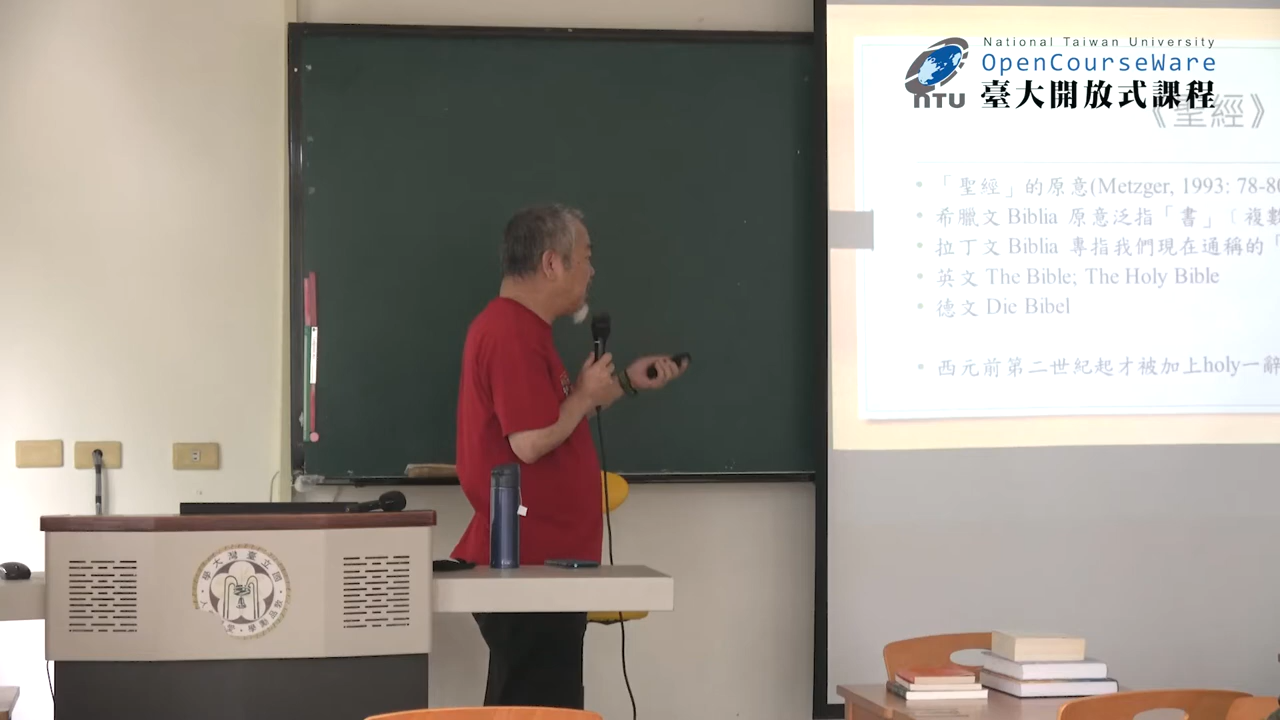 National Taiwan University
OpenCourseWare
NTU 臺大開放式課程
《聖經》
• 「聖經」的原意(Metzger, 1993: 78-80
• 希臘文 Biblia 原意泛指「書」﹝複數
• 拉丁文 Biblia 專指我們現在通稱的「
• 英文 The Bible; The Holy Bible
• 德文 Die Bibel
• 西元前第二世紀起才被加上holy一辭